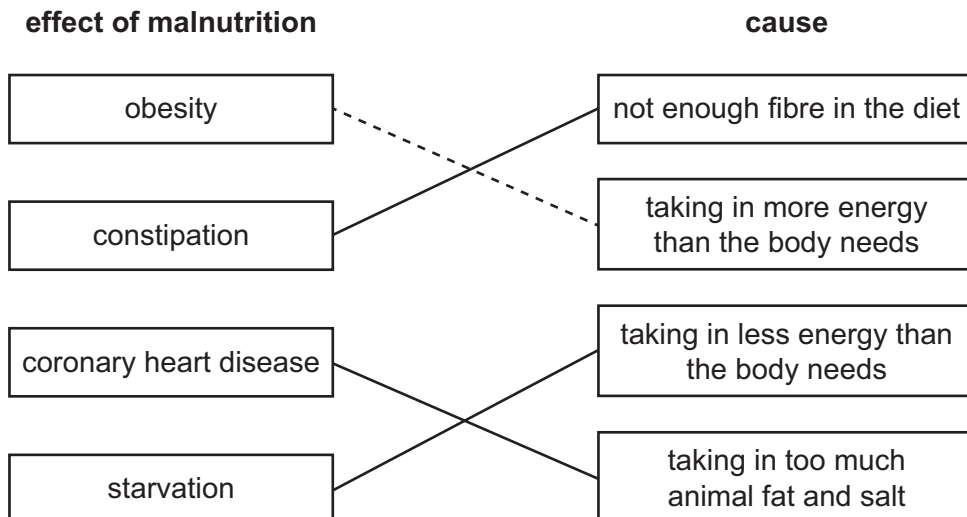 effect of malnutrition
cause
obesity
not enough fibre in the diet
constipation
taking in more energy
than the body needs
coronary heart disease
taking in less energy than
the body needs
starvation
taking in too much
animal fat and salt